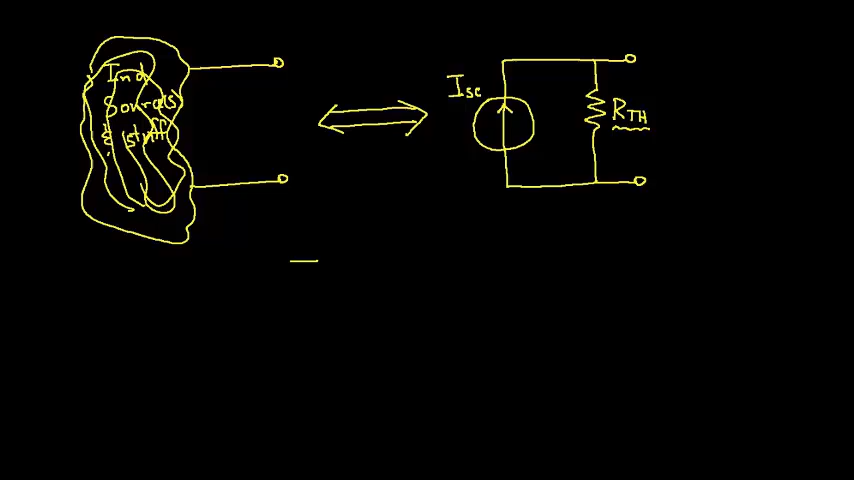 Ind
Source(s)
& stuff
Isc
RTH